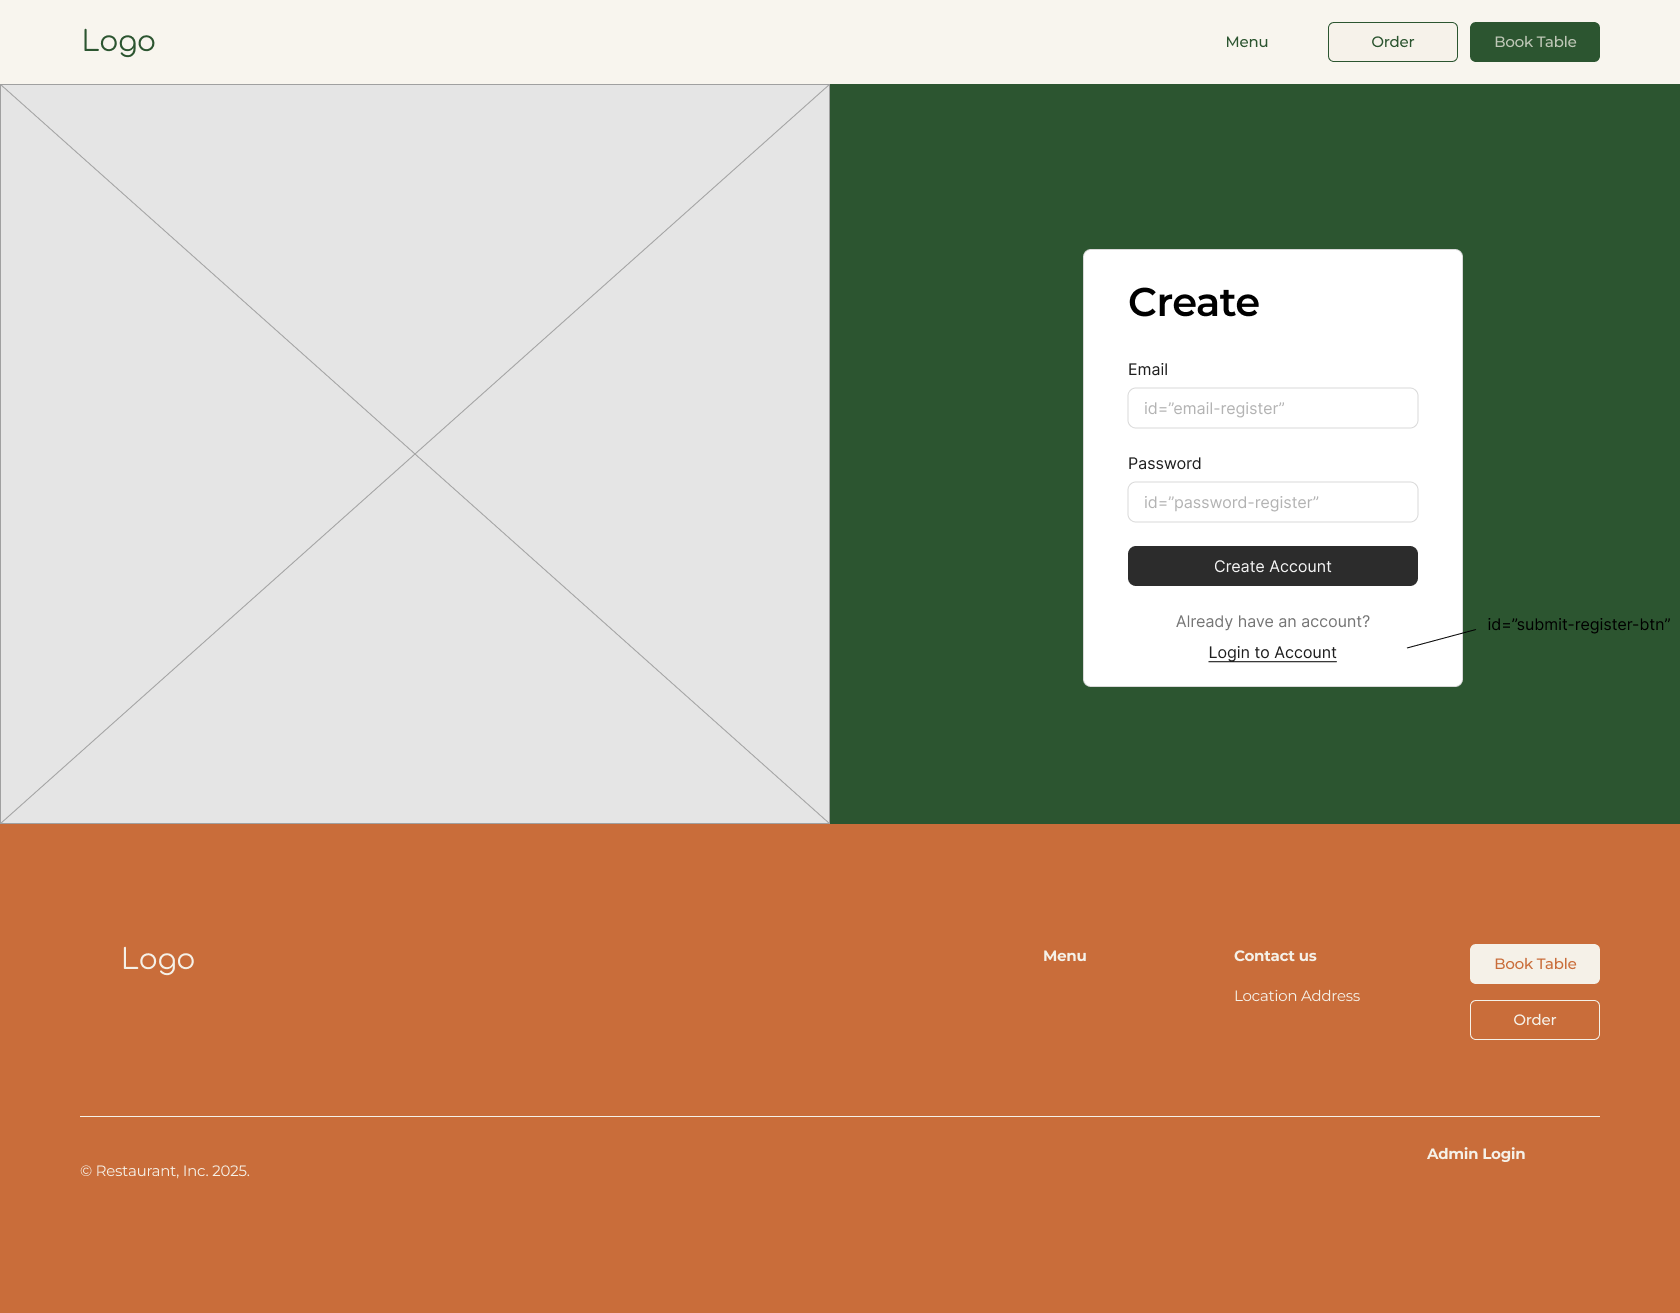 Logo
Menu
Order
Book Table
Create
Email
id=”email-register”
Password
id=“password-register”
Create Account
Already have an account?
Login to Account
id=”submit-register-btn”
Logo
Menu
Contact us
Location Address
Book Table
Order
© Restaurant, Inc. 2025.
Admin Login